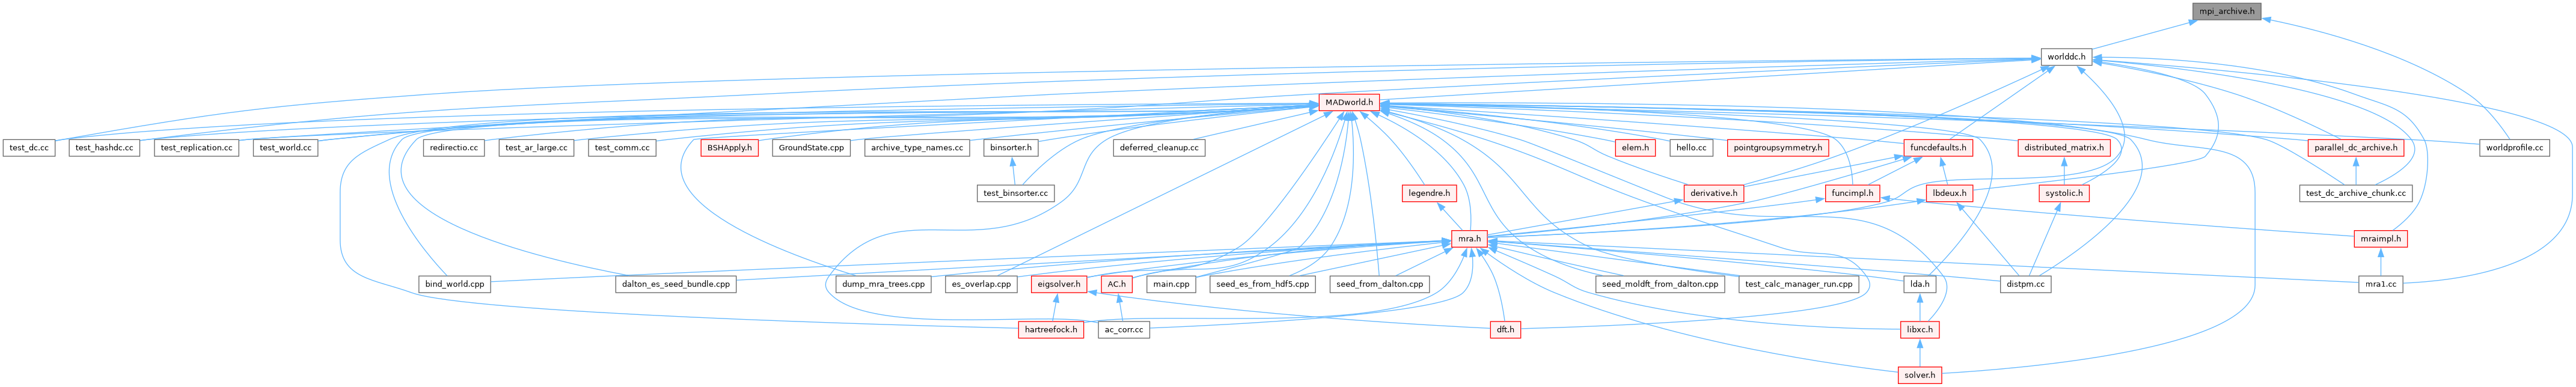 mpi_archive.h
worlddc.h
MADworld.h
test_dc.cc
test_hashdc.cc
test_replication.cc
test_world.cc
redirectio.cc
test_ar_large.cc
test_comm.cc
BSHApply.h
GroundState.cpp
archive_type_names.cc
binsorter.h
deferred_cleanup.cc
elem.h
hello.cc
pointgroupsymmetry.h
funcdefaults.h
distributed_matrix.h
parallel_dc_archive.h
worldprofile.cc
test_binsorter.cc
legendre.h
derivative.h
funcimpl.h
lbdeux.h
systolic.h
test_dc_archive_chunk.cc
mra.h
mraimpl.h
bind_world.cpp
dalton_es_seed_bundle.cpp
dump_mra_trees.cpp
es_overlap.cpp
eigsolver.h
AC.h
main.cpp
seed_es_from_hdf5.cpp
seed_from_dalton.cpp
seed_moldft_from_dalton.cpp
test_calc_manager_run.cpp
lda.h
distpm.cc
mra1.cc
hartreefock.h
ac_corr.cc
dft.h
libxc.h
solver.h